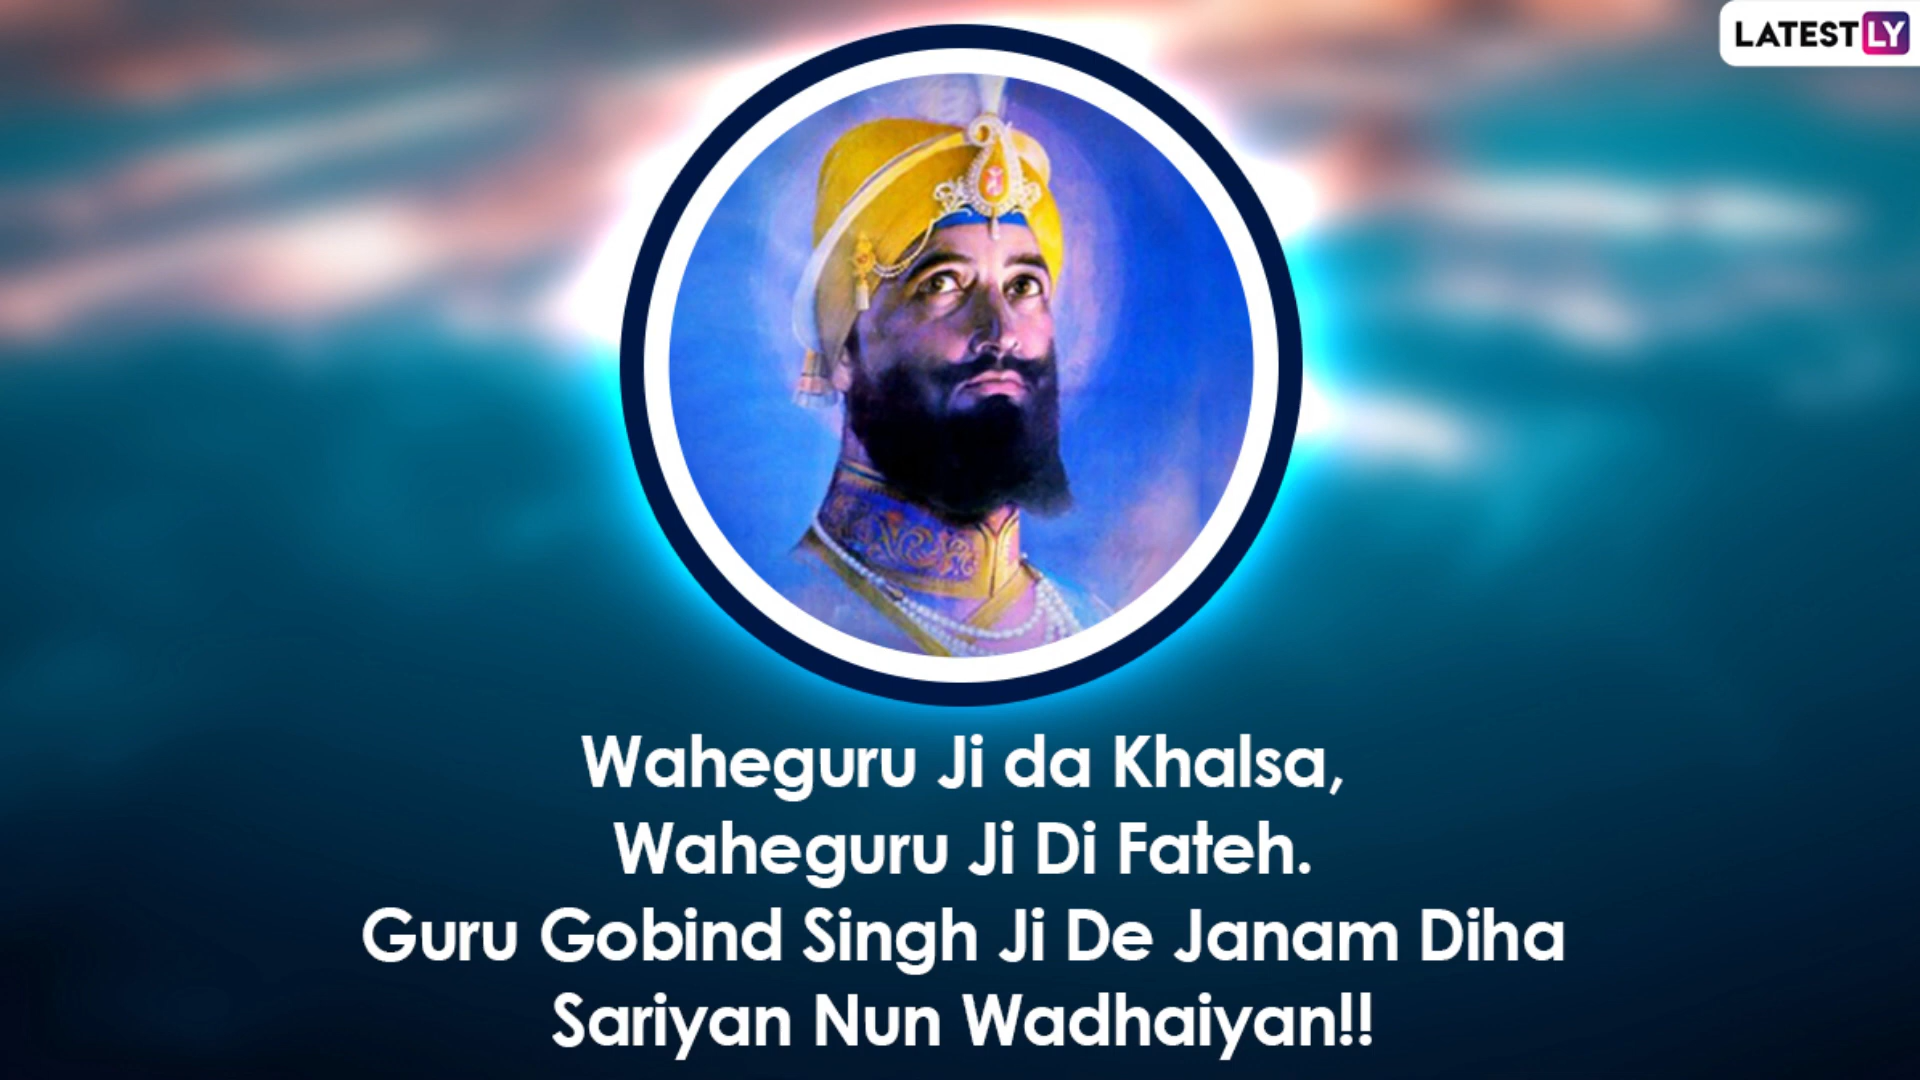 LATESTLY
Waheguru Ji da Khalsa,
Waheguru Ji Di Fateh.
Guru Gobind Singh Ji De Janam Diha
Sariyan Nun Wadhaiyan!!